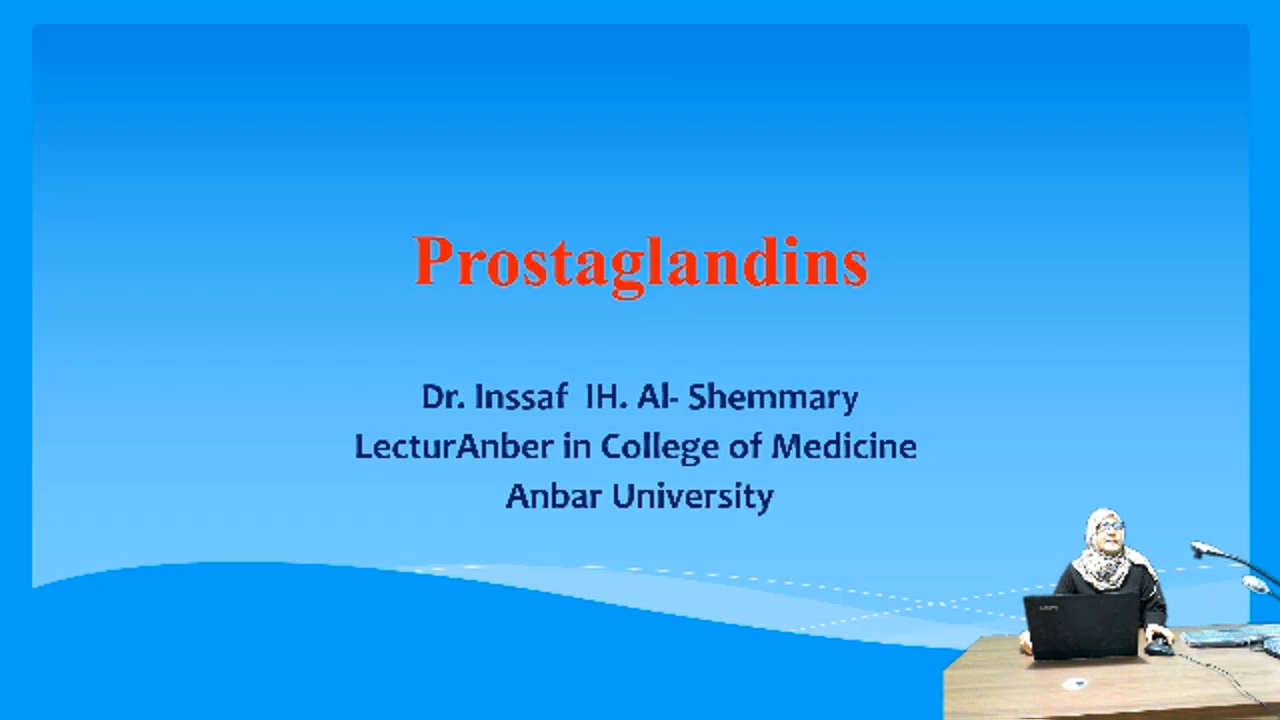 Prostaglandins
Dr. Inssaf IH. Al- Shemmary
LecturAnber in College of Medicine
Anbar University